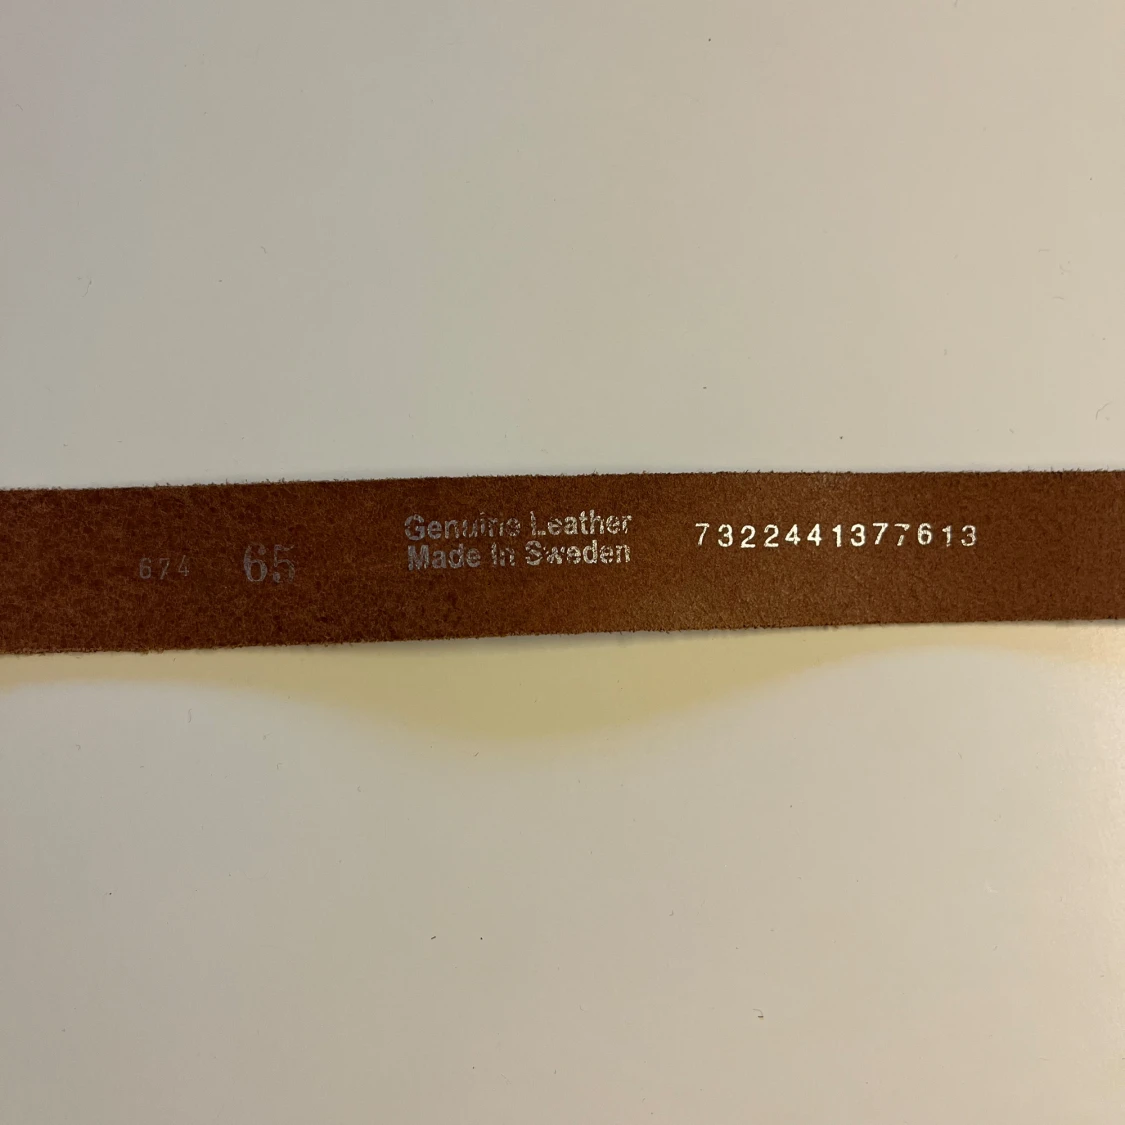 674 65
Genuine Leather
Made In Sweden
7322441377613